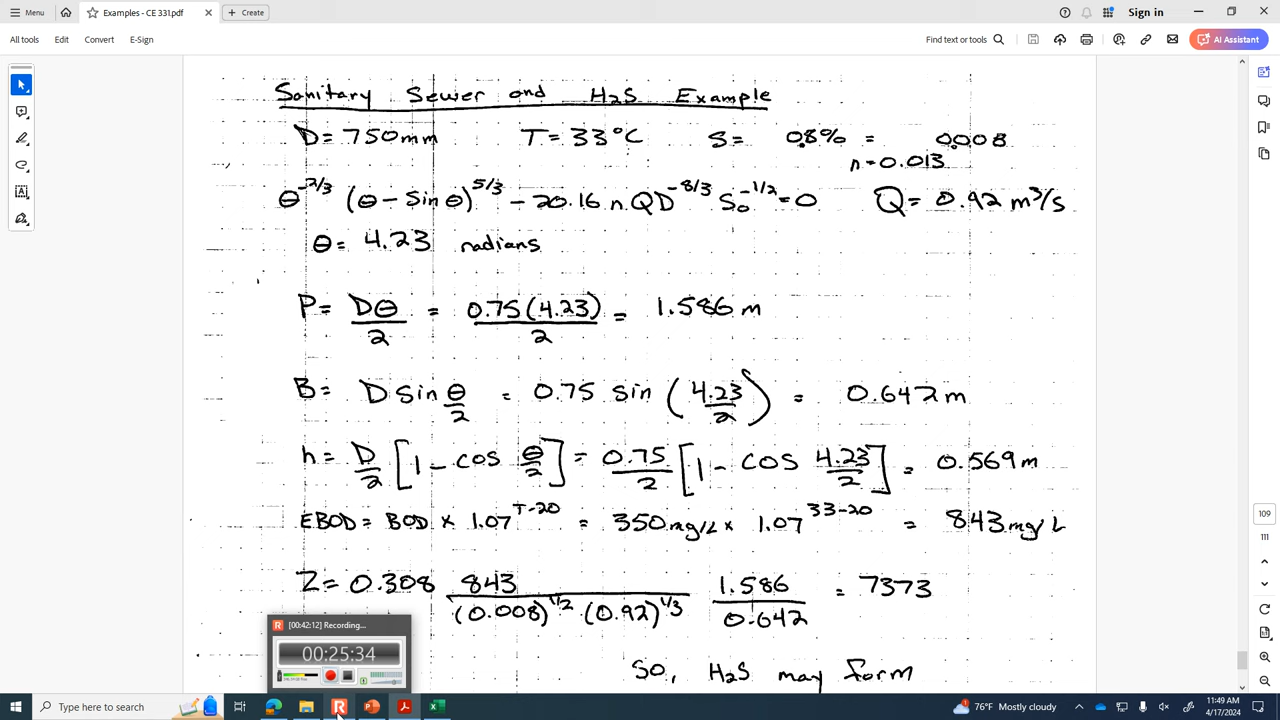 Menu
Examples - CE 331.pdf
Create
Sign in
All tools
Edit
Convert
E-Sign
Find text or tools
AI Assistant
Sanitary Sewer and H2S Example
D = 750mm T = 33°C S = 0.8% = 0.008
n = 0.013
θ^-2/3 (θ - sin θ)^5/3 - 20.16 n Q D^-8/3 S₀^-1/2 = 0 Q = 0.92 m³/s
θ = 4.23 radians
P = Dθ/2 = 0.75(4.23)/2 = 1.586 m
B = D sin θ/2 = 0.75 sin (4.23/2) = 0.642 m
h = D/2 [1 - cos θ/2] = 0.75/2 [1 - cos 4.23/2] = 0.569 m
EBOD = BOD × 1.07^T-20 = 350 mg/L × 1.07^33-20 = 843 mg/L
Z = 0.308 843/(0.008)^1/2 (0.92)^1/3 1.586/0.642 = 7373
So, H2S may form
109
111
[00:42:12] Recording...
00:25:34
Type here to search
76°F Mostly cloudy
11:49 AM
4/17/2024